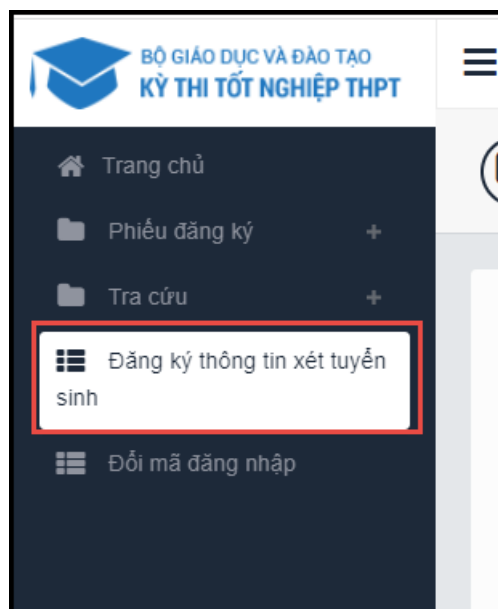 BỘ GIÁO DỤC VÀ ĐÀO TẠO
KỲ THI TỐT NGHIỆP THPT
Trang chủ
Phiếu đăng ký +
Tra cứu +
Đăng ký thông tin xét tuyển
sinh
Đổi mã đăng nhập